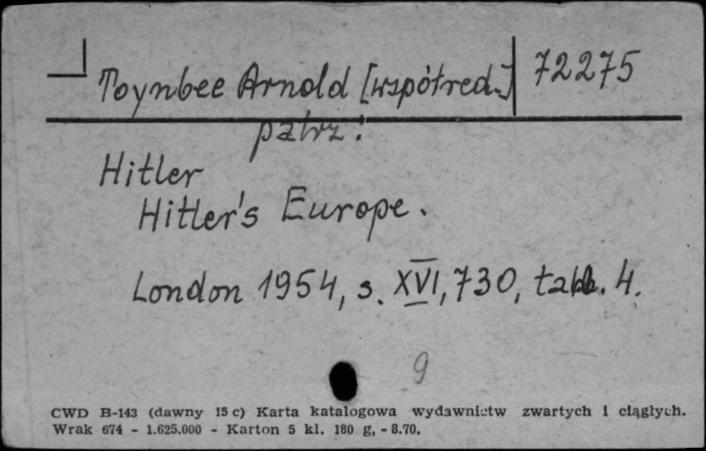 Toynbee Arnold [współred.] 72275
patrz:
Hitler
Hitler's Europe.
London 1954, s. XVI, 730, tabl. 4.
9
CWD B-143 (dawny 15 c) Karta katalogowa wydawnictw zwartych i ciągłych.
Wrak 674 - 1.625.000 - Karton 5 kl. 180 g, - 8.70.